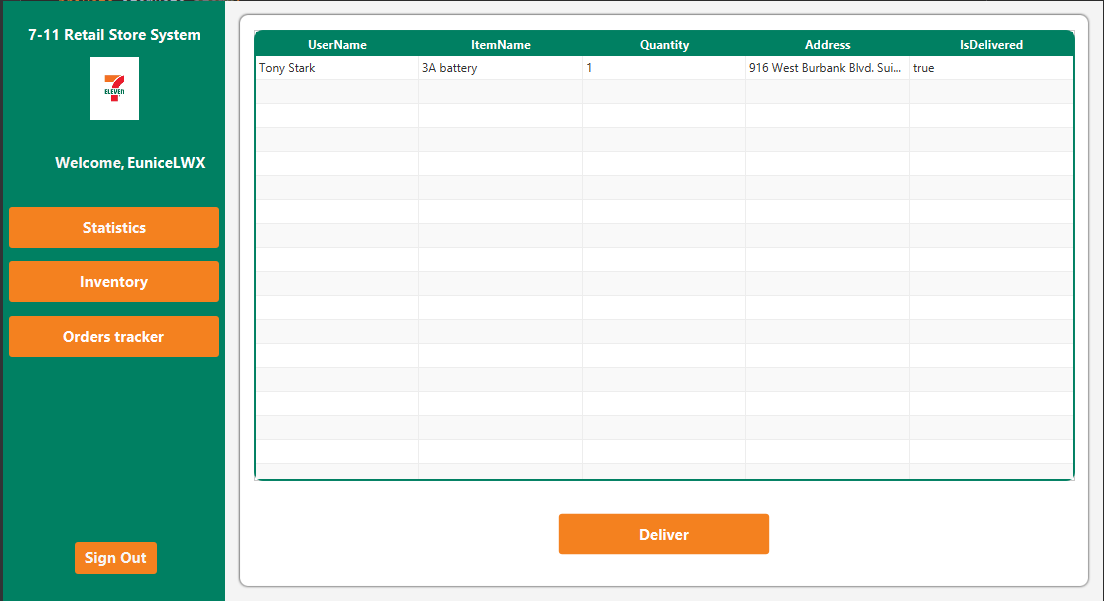 7-11 Retail Store System
ELEVEN
Welcome, EuniceLWX
Statistics
Inventory
Orders tracker
Sign Out
UserName ItemName Quantity Address IsDelivered
Tony Stark 3A battery 1 916 West Burbank Blvd. Sui... true
Deliver